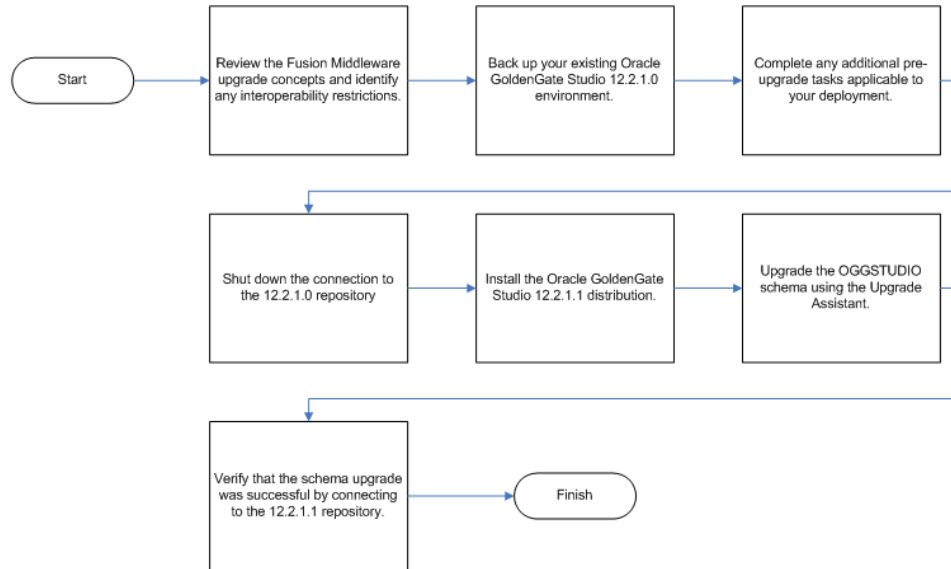 Start
Review the Fusion Middleware
upgrade concepts and identify
any interoperability restrictions.
Back up your existing Oracle
GoldenGate Studio 12.2.1.0
environment.
Complete any additional pre-
upgrade tasks applicable to
your deployment.
Shut down the connection to
the 12.2.1.0 repository
Install the Oracle GoldenGate
Studio 12.2.1.1 distribution.
Upgrade the OGGSTUDIO
schema using the Upgrade
Assistant.
Verify that the schema upgrade
was successful by connecting
to the 12.2.1.1 repository.
Finish